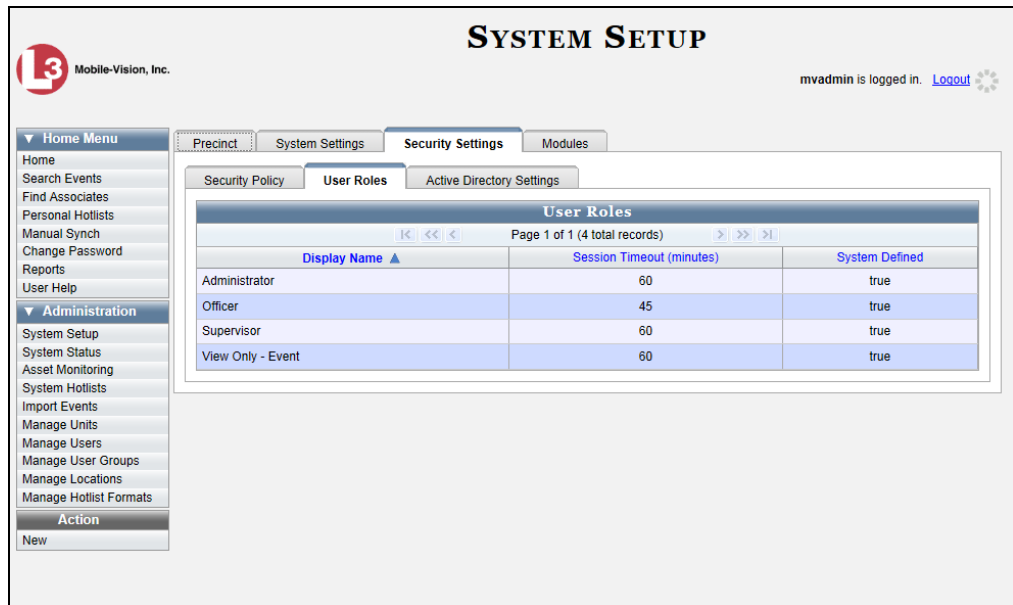 SYSTEM SETUP
L3 Mobile-Vision, Inc.
mvadmin is logged in. Logout
▼ Home Menu
Home
Search Events
Find Associates
Personal Hotlists
Manual Synch
Change Password
Reports
User Help
▼ Administration
System Setup
System Status
Asset Monitoring
System Hotlists
Import Events
Manage Units
Manage Users
Manage User Groups
Manage Locations
Manage Hotlist Formats
Action
New
Precinct System Settings Security Settings Modules
Security Policy User Roles Active Directory Settings
User Roles
Page 1 of 1 (4 total records)
Display Name ▲ Session Timeout (minutes) System Defined
Administrator 60 true
Officer 45 true
Supervisor 60 true
View Only - Event 60 true